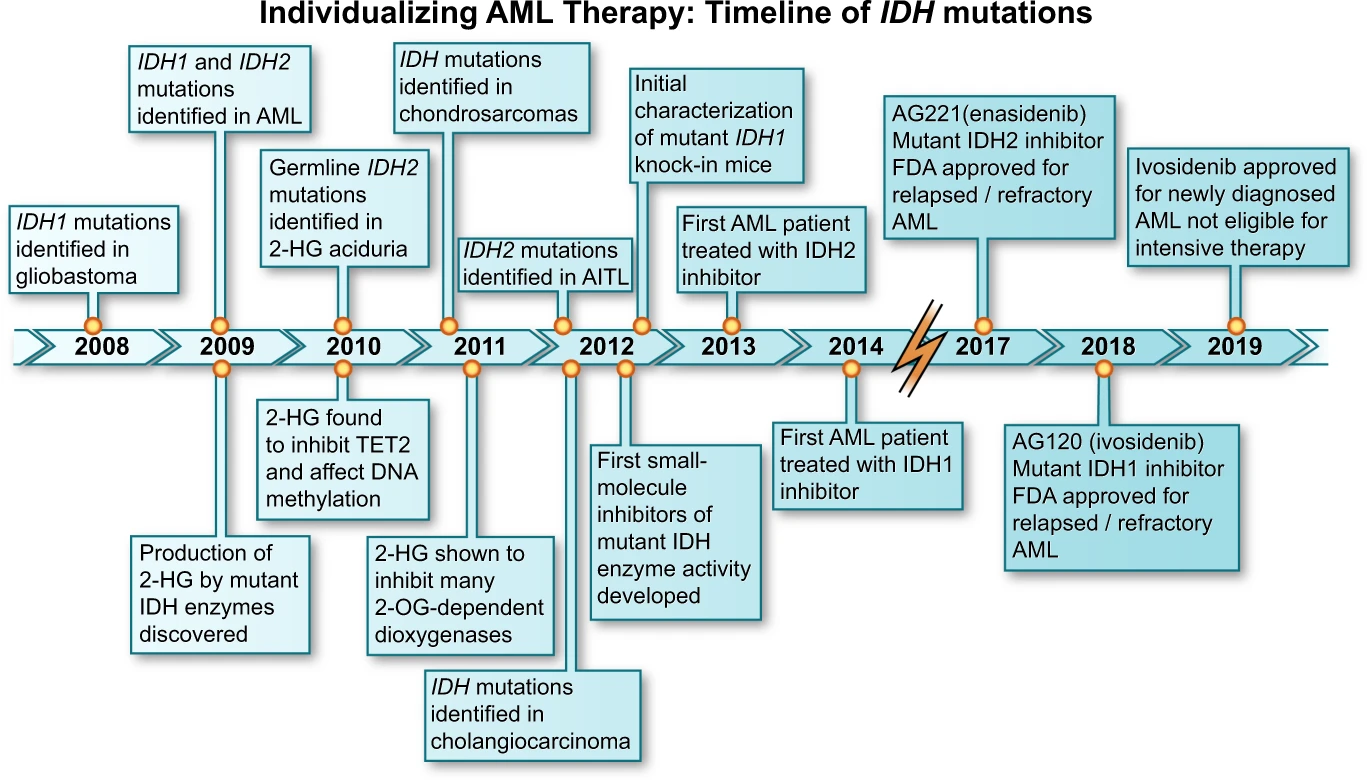 Individualizing AML Therapy: Timeline of IDH mutations
IDH1 mutations
identified in
gliobastoma
IDH1 and IDH2
mutations
identified in AML
Germline IDH2
mutations
identified in
2-HG aciduria
IDH mutations
identified in
chondrosarcomas
IDH2 mutations
identified in AITL
Initial
characterization
of mutant IDH1
knock-in mice
First AML patient
treated with IDH2
inhibitor
AG221(enasidenib)
Mutant IDH2 inhibitor
FDA approved for
relapsed / refractory
AML
Ivosidenib approved
for newly diagnosed
AML not eligible for
intensive therapy
2008 2009 2010 2011 2012 2013 2014 2017 2018 2019
Production of
2-HG by mutant
IDH enzymes
discovered
2-HG found
to inhibit TET2
and affect DNA
methylation
2-HG shown to
inhibit many
2-OG-dependent
dioxygenases
IDH mutations
identified in
cholangiocarcinoma
First small-
molecule
inhibitors of
mutant IDH
enzyme activity
developed
First AML patient
treated with IDH1
inhibitor
AG120 (ivosidenib)
Mutant IDH1 inhibitor
FDA approved for
relapsed / refractory
AML